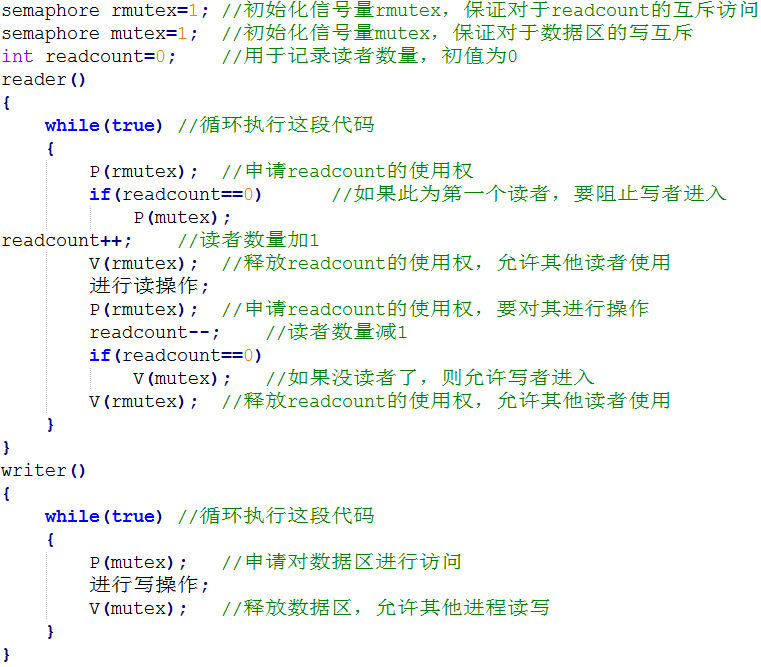 semaphore rmutex=1; //初始化信号量rmutex，保证对于readcount的互斥访问
semaphore mutex=1;  //初始化信号量mutex，保证对于数据区的写互斥
int readcount=0;    //用于记录读者数量，初值为0
reader()
{
    while(true) //循环执行这段代码
    {
        P(rmutex);  //申请readcount的使用权
        if(readcount==0)      //如果此为第一个读者，要阻止写者进入
            P(mutex);
readcount++;    //读者数量加1
        V(rmutex);  //释放readcount的使用权，允许其他读者使用
        进行读操作;
        P(rmutex);  //申请readcount的使用权，要对其进行操作
        readcount--;    //读者数量减1
        if(readcount==0)
            V(mutex);   //如果没读者了，则允许写者进入
        V(rmutex);  //释放readcount的使用权，允许其他读者使用
    }
}
writer()
{
    while(true) //循环执行这段代码
    {
        P(mutex);   //申请对数据区进行访问
        进行写操作;
        V(mutex);   //释放数据区，允许其他进程读写
    }
}